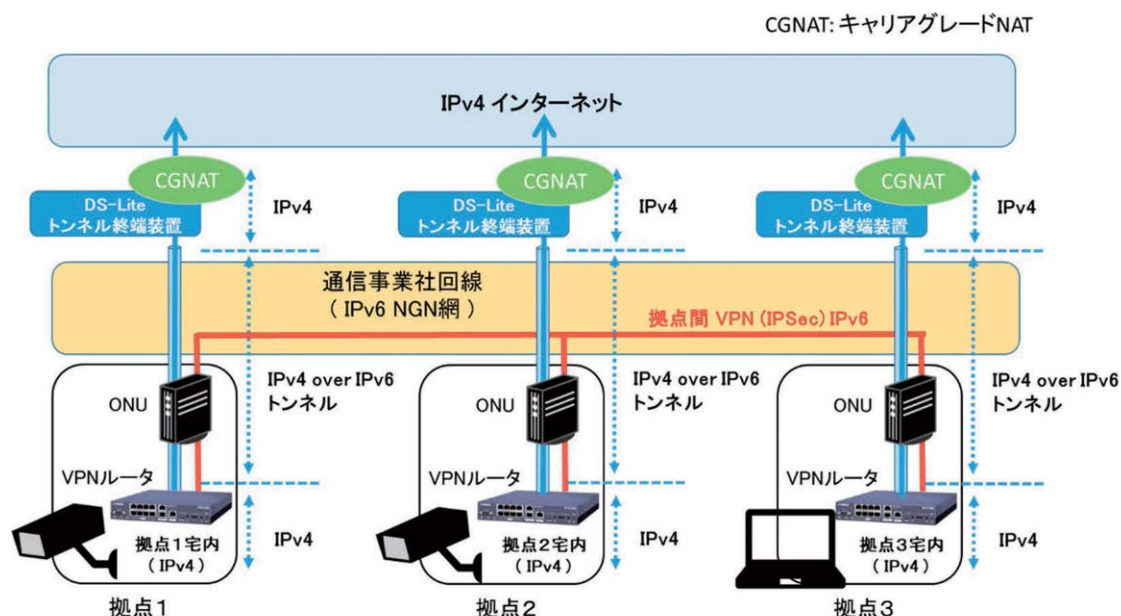 CGNAT: キャリアグレードNAT
IPv4 インターネット
CGNAT
CGNAT
CGNAT
DS-Lite
トンネル終端装置
IPv4
DS-Lite
トンネル終端装置
IPv4
DS-Lite
トンネル終端装置
IPv4
通信事業社回線
( IPv6 NGN網 )
拠点間 VPN (IPSec) IPv6
ONU
IPv4 over IPv6
トンネル
ONU
IPv4 over IPv6
トンネル
ONU
IPv4 over IPv6
トンネル
VPNルータ
VPNルータ
VPNルータ
拠点1宅内
( IPv4 )
IPv4
拠点2宅内
( IPv4 )
IPv4
拠点3宅内
( IPv4 )
IPv4
拠点1
拠点2
拠点3